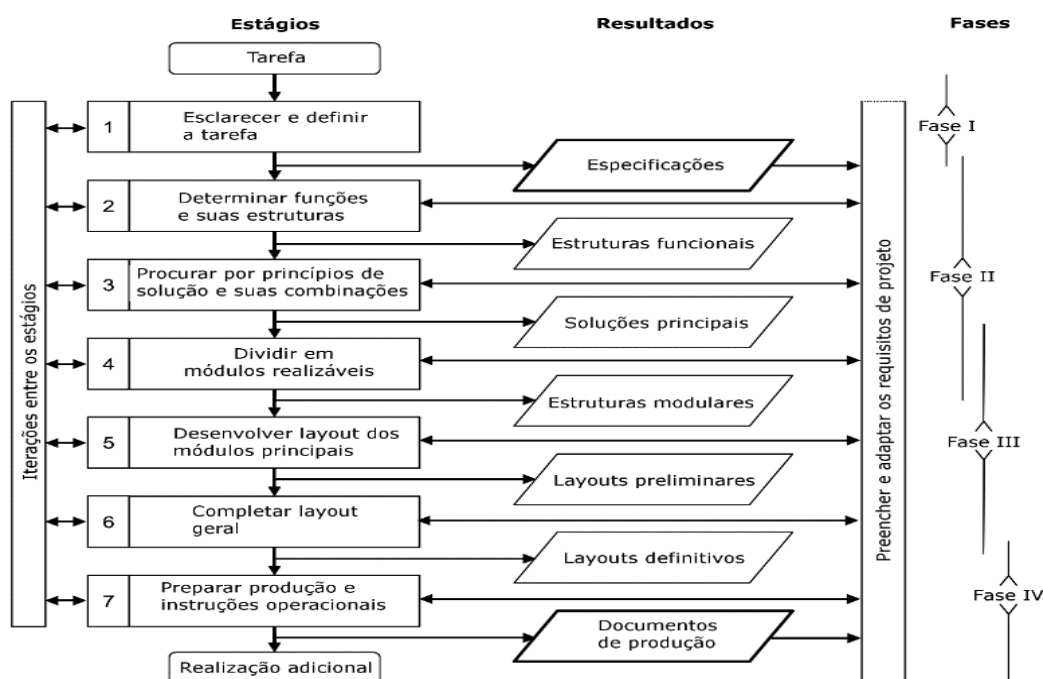 Estágios
Resultados
Fases
Tarefa
1
Esclarecer e definir
a tarefa
Fase I
Especificações
2
Determinar funções
e suas estruturas
Estruturas funcionais
3
Procurar por princípios de
solução e suas combinações
Fase II
Soluções principais
4
Dividir em
módulos realizáveis
Estruturas modulares
5
Desenvolver layout dos
módulos principais
Fase III
Layouts preliminares
6
Completar layout
geral
Layouts definitivos
7
Preparar produção e
instruções operacionais
Fase IV
Documentos
de produção
Realização adicional
Iterações entre os estágios
Preencher e adaptar os requisitos de projeto